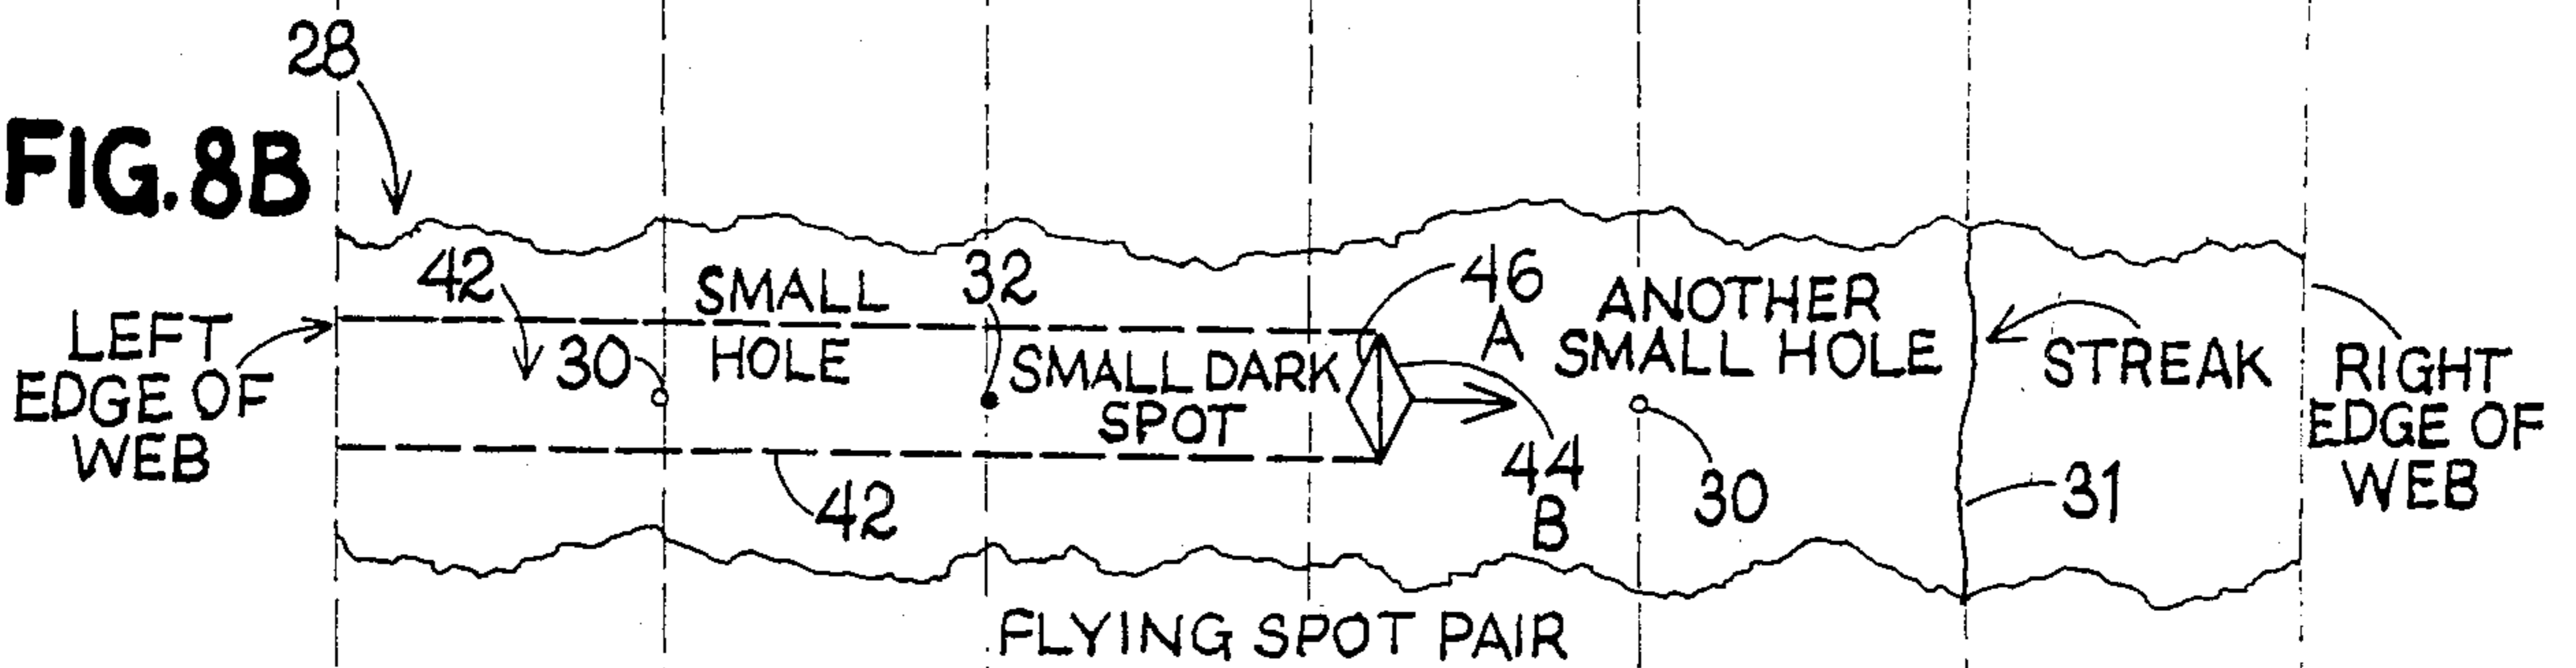 28
FIG.8B
42
SMALL
HOLE
32
46
A
ANOTHER
SMALL HOLE
LEFT
EDGE OF
WEB
30
SMALL DARK
SPOT
STREAK
RIGHT
EDGE OF
WEB
42
44
B
30
31
FLYING SPOT PAIR